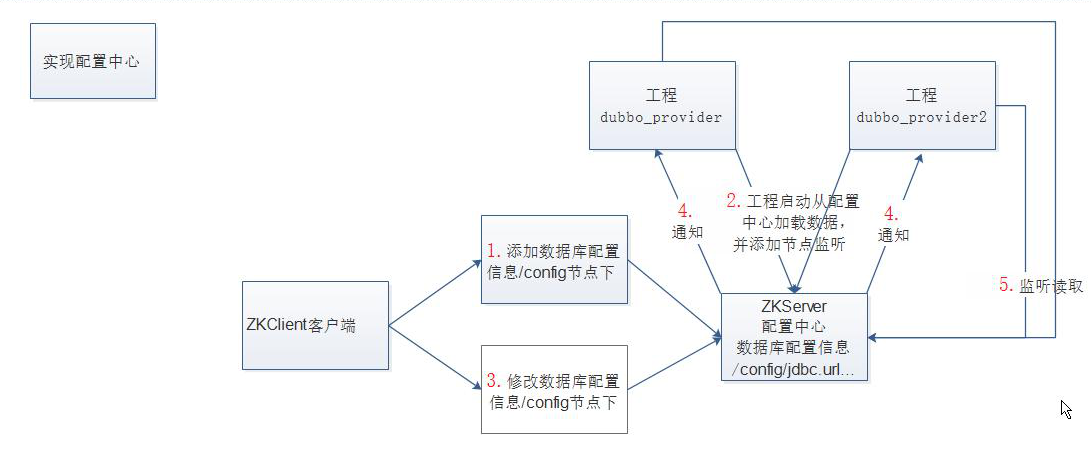 实现配置中心
工程
dubbo_provider
工程
dubbo_provider2
4.
通知
2.工程启动从配置
中心加载数据，
并添加节点监听
4.
通知
1.添加数据库配置
信息/config节点下
5.监听读取
ZKClient客户端
ZKServer
配置中心
数据库配置信息
/config/jdbc.url...
3.修改数据库配置
信息/config节点下